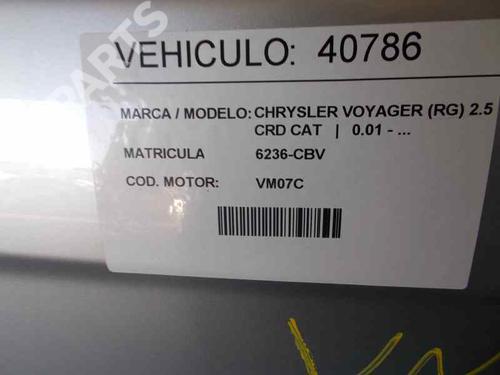 VEHICULO: 40786
MARCA / MODELO: CHRYSLER VOYAGER (RG) 2.5
CRD CAT | 0.01 - ...
MATRICULA 6236-CBV
COD. MOTOR: VM07C
PARTS